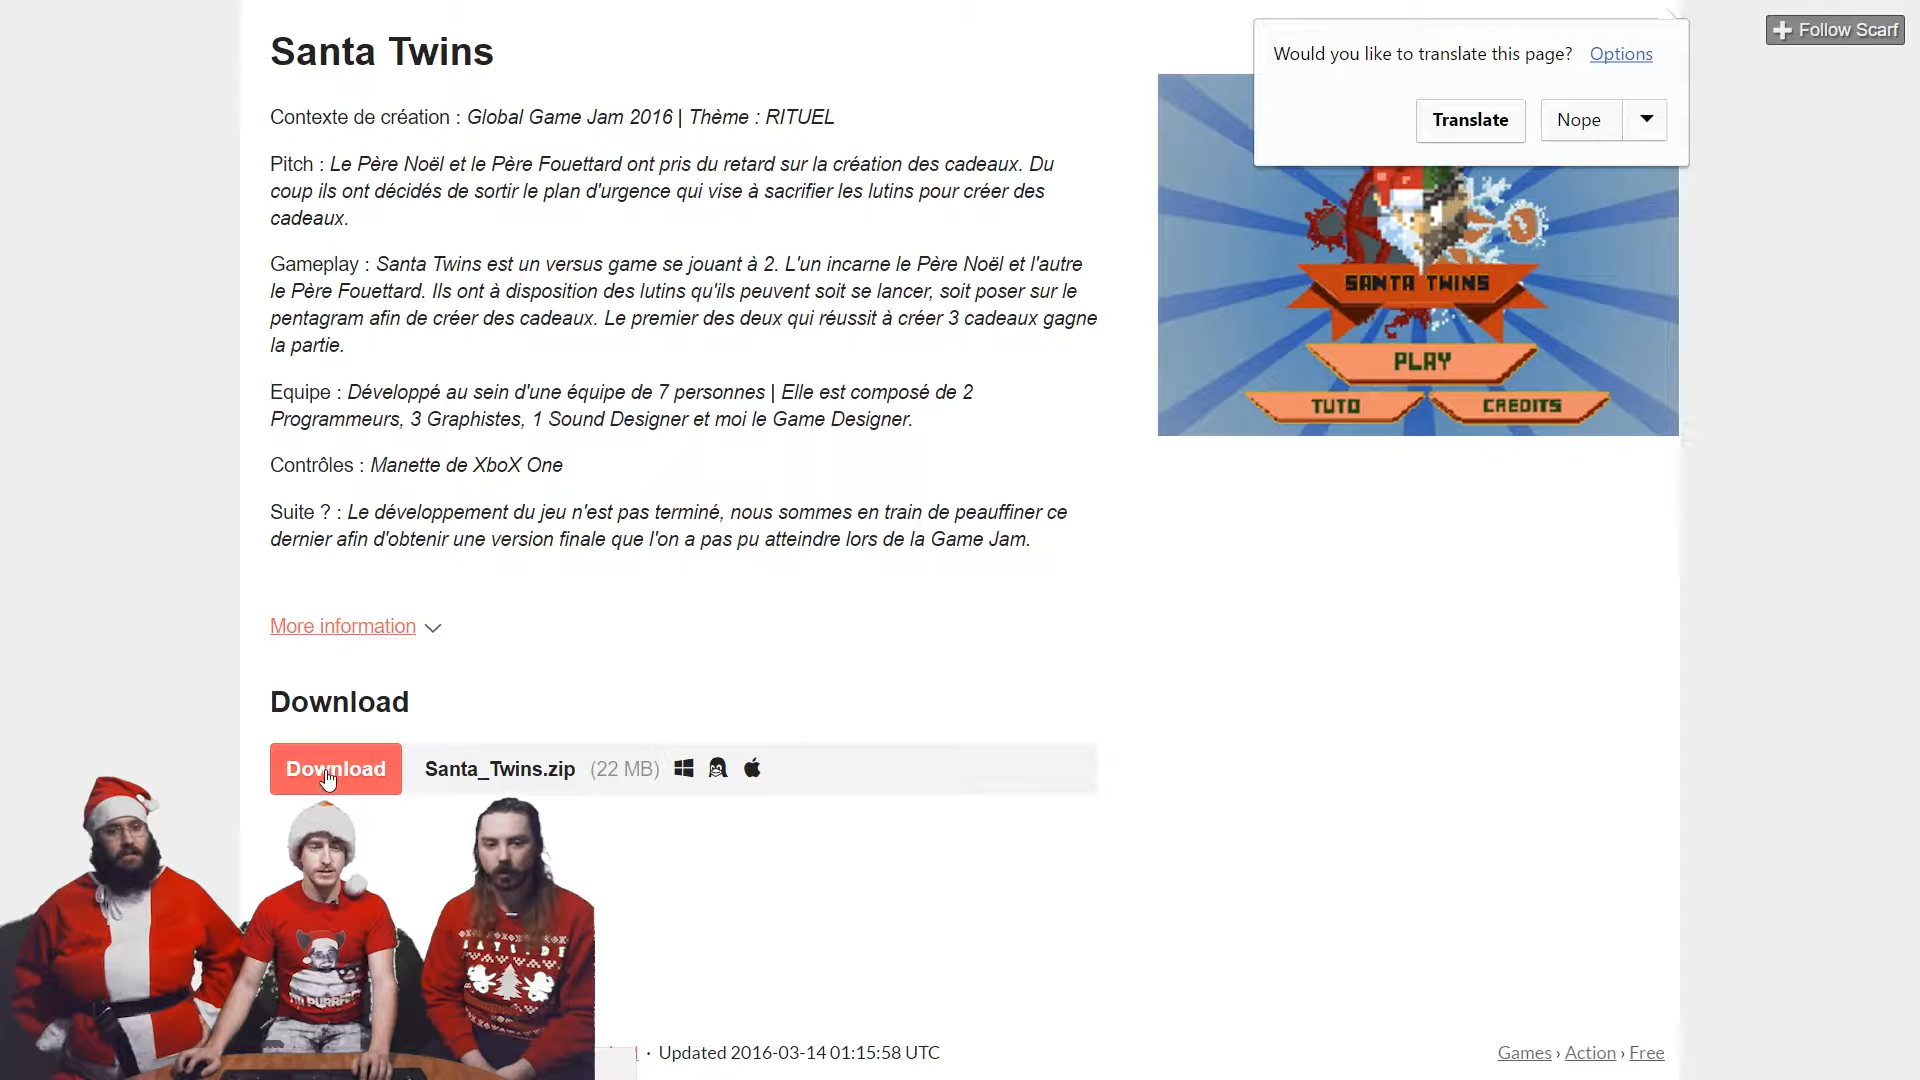 Santa Twins
Contexte de création : Global Game Jam 2016 | Thème : RITUEL
Pitch : Le Père Noël et le Père Fouettard ont pris du retard sur la création des cadeaux. Du
coup ils ont décidés de sortir le plan d'urgence qui vise à sacrifier les lutins pour créer des
cadeaux.
Gameplay : Santa Twins est un versus game se jouant à 2. L'un incarne le Père Noël et l'autre
le Père Fouettard. Ils ont à disposition des lutins qu'ils peuvent soit se lancer, soit poser sur le
pentagram afin de créer des cadeaux. Le premier des deux qui réussit à créer 3 cadeaux gagne
la partie.
Equipe : Développé au sein d'une équipe de 7 personnes | Elle est composé de 2
Programmeurs, 3 Graphistes, 1 Sound Designer et moi le Game Designer.
Contrôles : Manette de XboX One
Suite ? : Le développement du jeu n'est pas terminé, nous sommes en train de peauffiner ce
dernier afin d'obtenir une version finale que l'on a pas pu atteindre lors de la Game Jam.
More information
Download
Download Santa_Twins.zip (22 MB)
· Updated 2016-03-14 01:15:58 UTC
Games › Action › Free
Would you like to translate this page? Options
Translate Nope
Follow Scarf
SANTA TWINS
PLAY
TUTO CREDITS